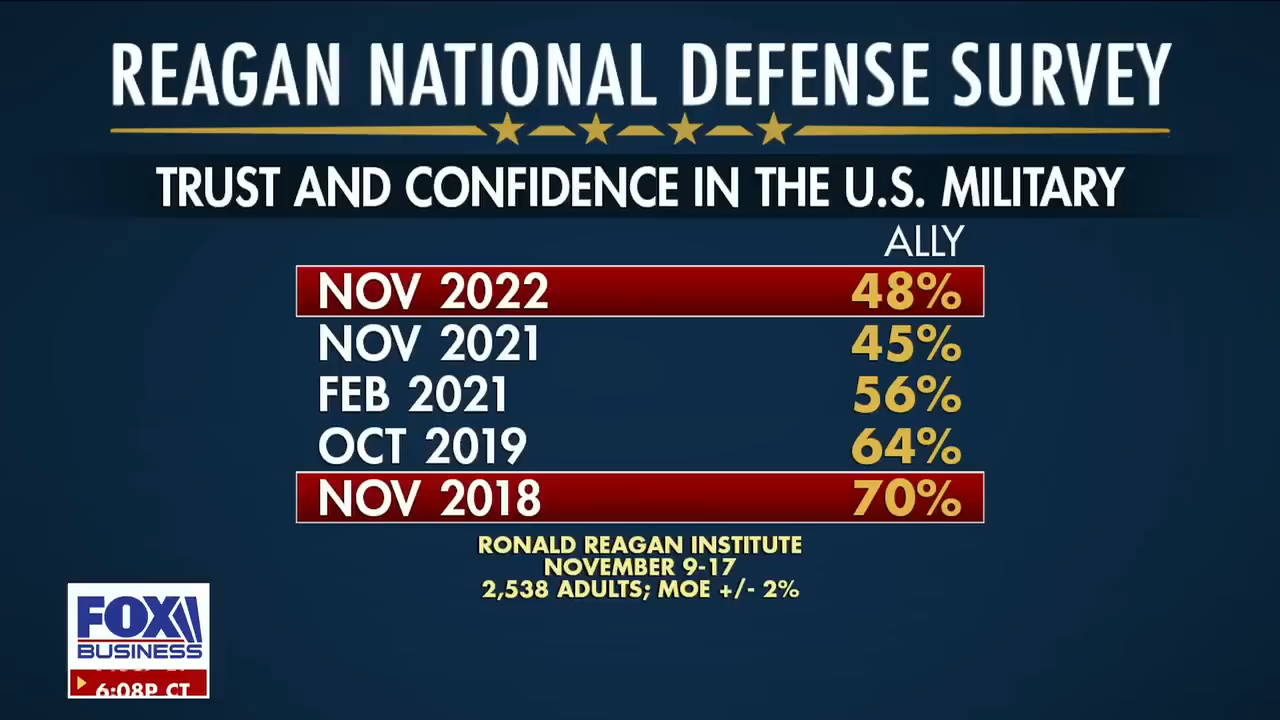 REAGAN NATIONAL DEFENSE SURVEY
TRUST AND CONFIDENCE IN THE U.S. MILITARY
ALLY
NOV 2022 48%
NOV 2021 45%
FEB 2021 56%
OCT 2019 64%
NOV 2018 70%
RONALD REAGAN INSTITUTE
NOVEMBER 9-17
2,538 ADULTS; MOE +/- 2%
FOX
BUSINESS
6:08P CT